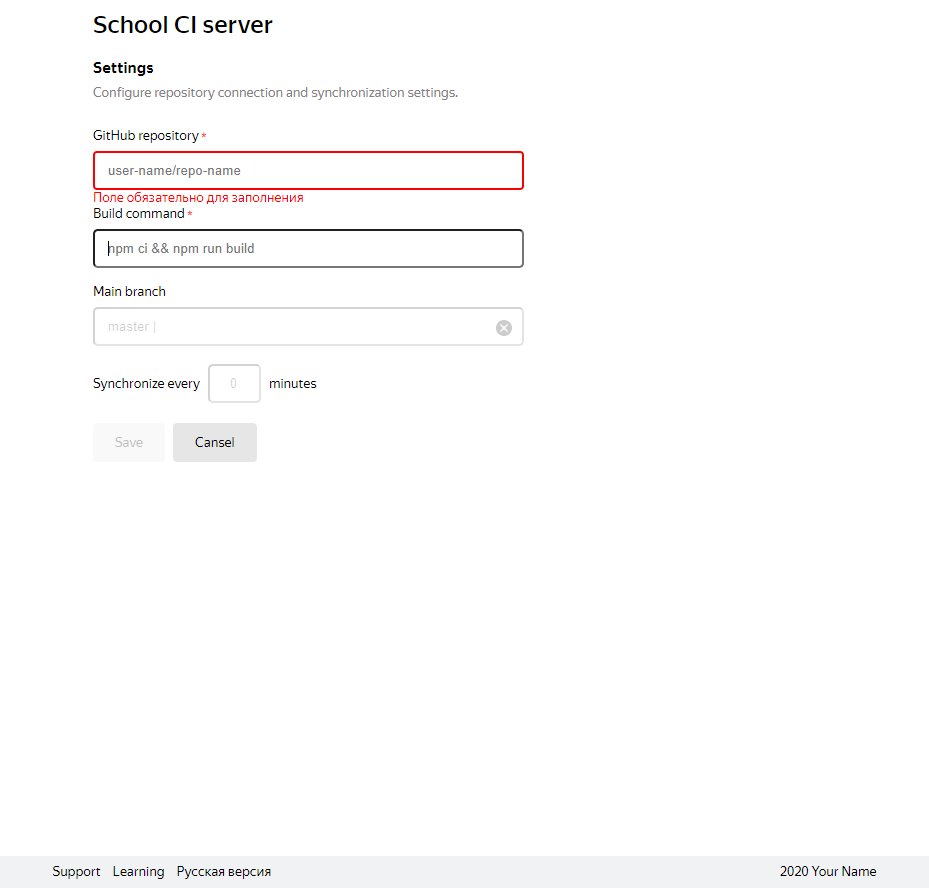 School CI server
Settings
Configure repository connection and synchronization settings.
GitHub repository *
user-name/repo-name
Поле обязательно для заполнения
Build command *
npm ci && npm run build
Main branch
master |
Synchronize every 0 minutes
Save Cansel
Support Learning Русская версия 2020 Your Name